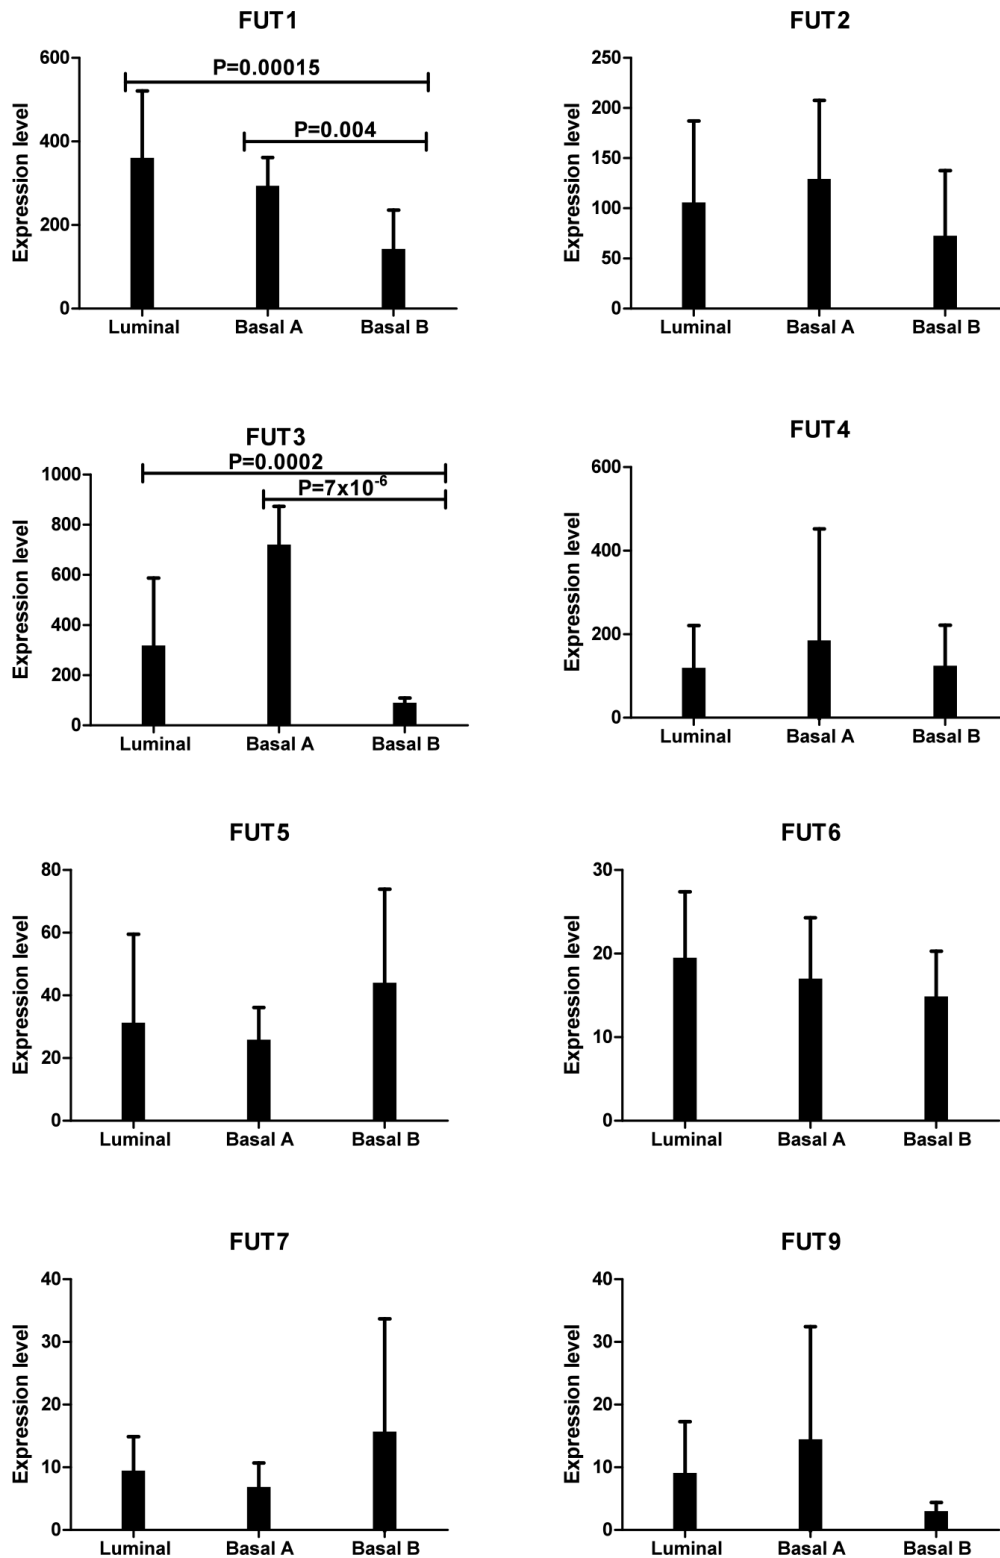 FUT1
Expression level
600
400
200
0
P=0.00015
P=0.004
Luminal Basal A Basal B
FUT2
Expression level
250
200
150
100
50
0
Luminal Basal A Basal B
FUT3
Expression level
1000
800
600
400
200
0
P=0.0002
P=7x10-6
Luminal Basal A Basal B
FUT4
Expression level
600
400
200
0
Luminal Basal A Basal B
FUT5
Expression level
80
60
40
20
0
Luminal Basal A Basal B
FUT6
Expression level
30
20
10
0
Luminal Basal A Basal B
FUT7
Expression level
40
30
20
10
0
Luminal Basal A Basal B
FUT9
Expression level
40
30
20
10
0
Luminal Basal A Basal B